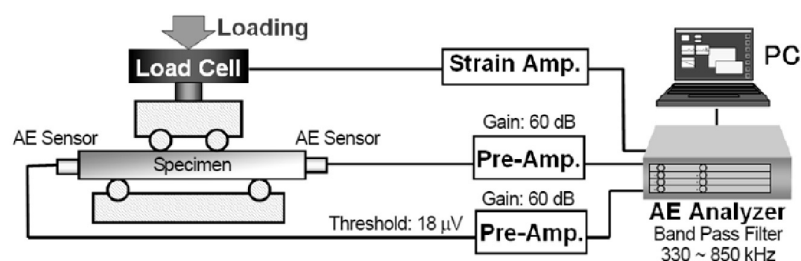 Loading
Load Cell
Strain Amp.
PC
AE Sensor
AE Sensor
Specimen
Gain: 60 dB
Pre-Amp.
Gain: 60 dB
Threshold: 18 μV
Pre-Amp.
AE Analyzer
Band Pass Filter
330 ~ 850 kHz